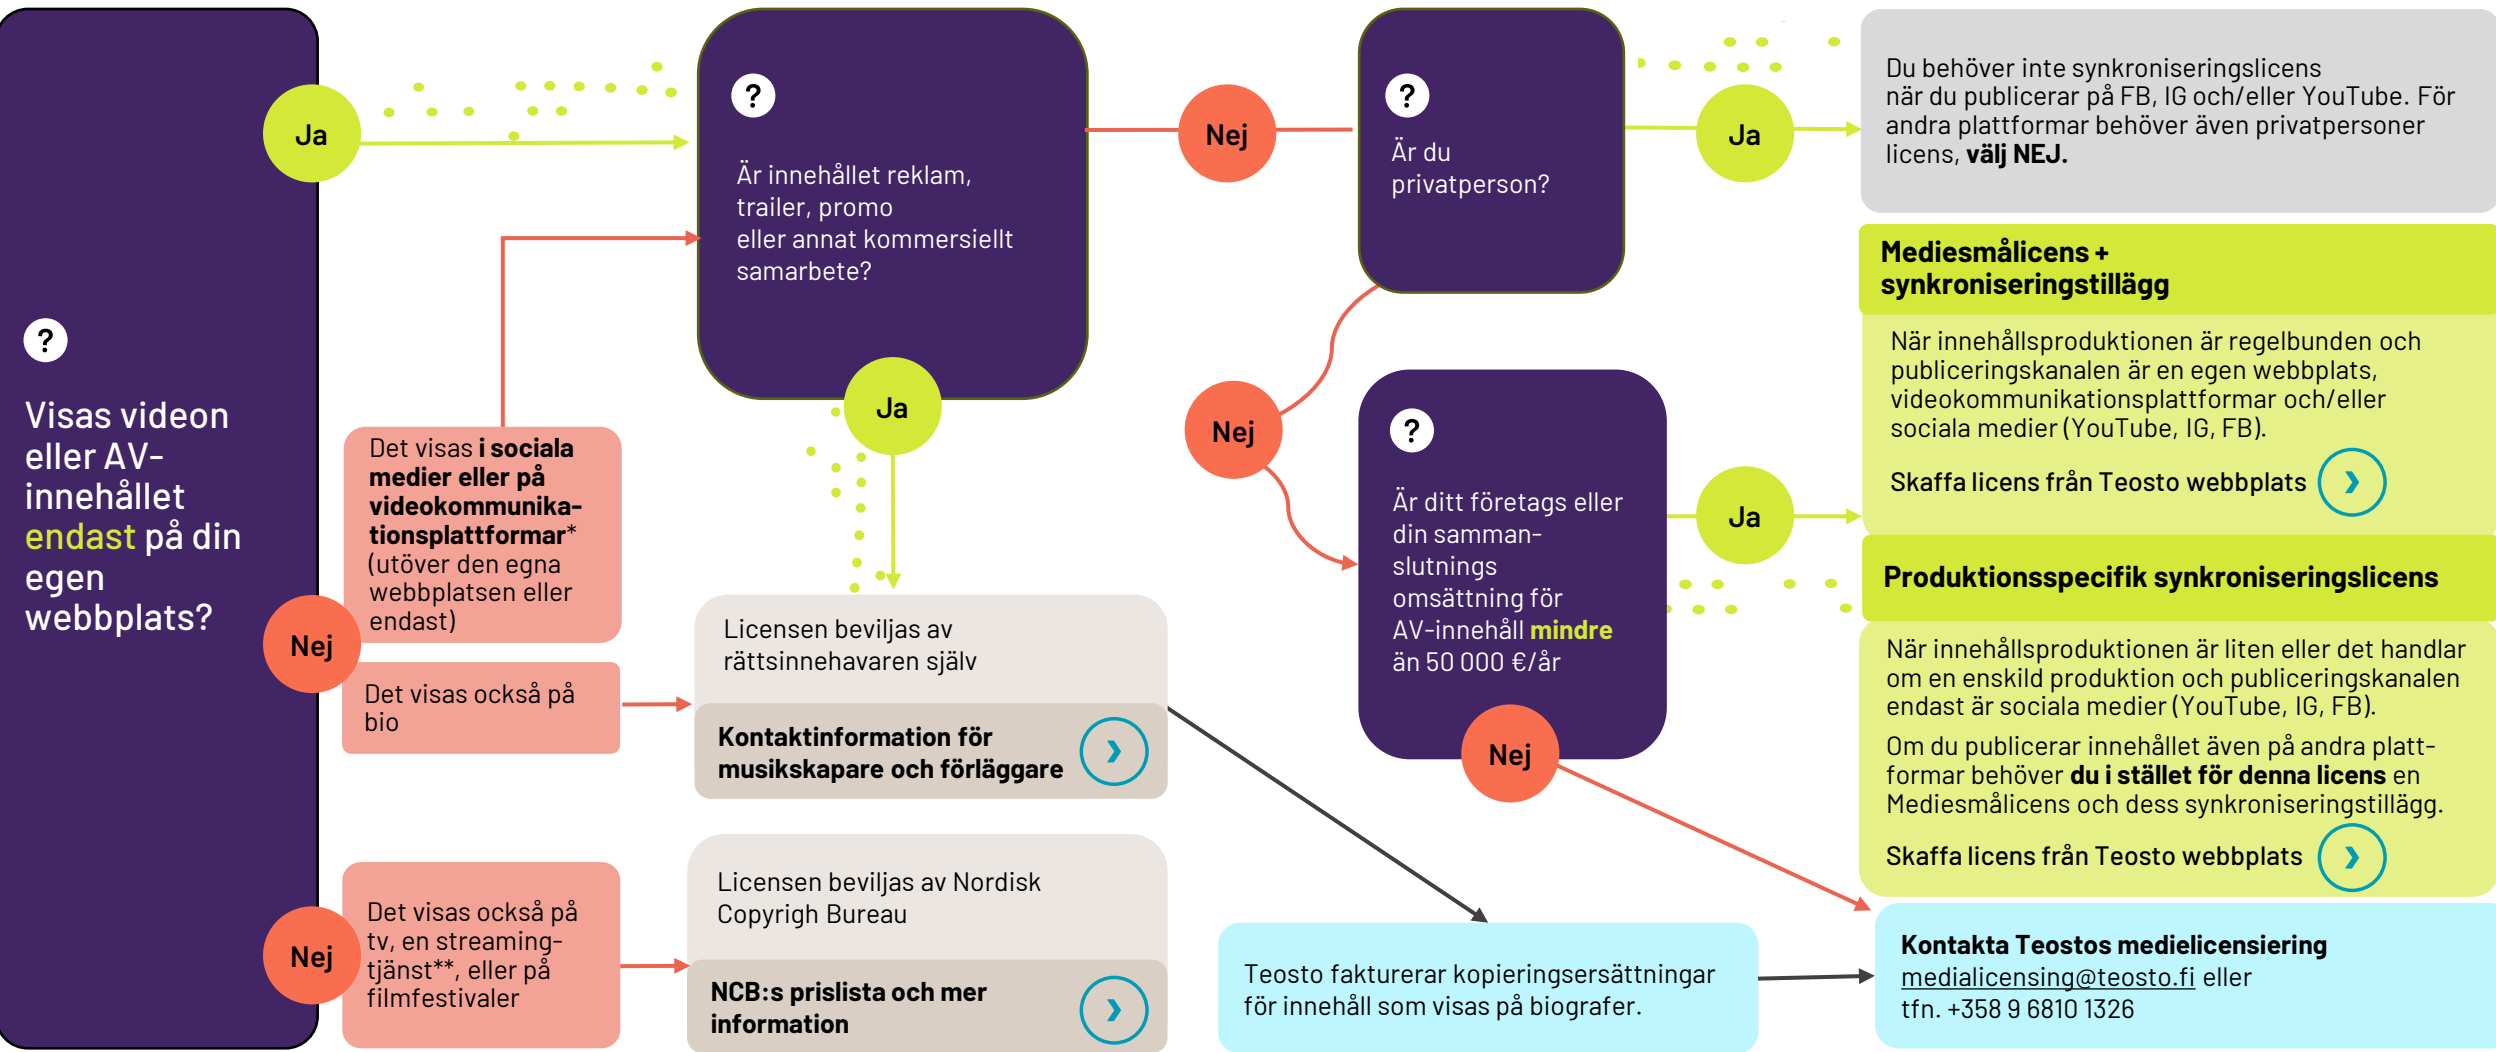 ?
Visas videon
eller AV-
innehållet
endast på din
egen
webbplats?
Ja
Nej
Nej
Det visas i sociala
medier eller på
videokommunika-
tionsplattformar*
(utöver den egna
webbplatsen eller
endast)
Det visas också på
bio
Det visas också på
tv, en streaming-
tjänst**, eller på
filmfestivaler
?
Är innehållet reklam,
trailer, promo
eller annat kommersiellt
samarbete?
Ja
Nej
Licensen beviljas av
rättsinnehavaren själv
Kontaktinformation för
musikskapare och förläggare
Licensen beviljas av Nordisk
Copyrigh Bureau
NCB:s prislista och mer
information
?
Är du
privatperson?
Ja
Nej
?
Är ditt företags eller
din samman-
slutnings
omsättning för
AV-innehåll mindre
än 50 000 €/år
Ja
Nej
Teosto fakturerar kopieringsersättningar
för innehåll som visas på biografer.
Du behöver inte synkroniseringslicens
när du publicerar på FB, IG och/eller YouTube. För
andra plattformar behöver även privatpersoner
licens, välj NEJ.
Mediesmålicens +
synkroniseringstillägg
När innehållsproduktionen är regelbunden och
publiceringskanalen är en egen webbplats,
videokommunikationsplattformar och/eller
sociala medier (YouTube, IG, FB).
Skaffa licens från Teosto webbplats
Produktionsspecifik synkroniseringslicens
När innehållsproduktionen är liten eller det handlar
om en enskild produktion och publiceringskanalen
endast är sociala medier (YouTube, IG, FB).
Om du publicerar innehållet även på andra platt-
formar behöver du i stället för denna licens en
Mediesmålicens och dess synkroniseringstillägg.
Skaffa licens från Teosto webbplats
Kontakta Teostos medielicensiering
medialicensing@teosto.fi eller
tfn. +358 9 6810 1326